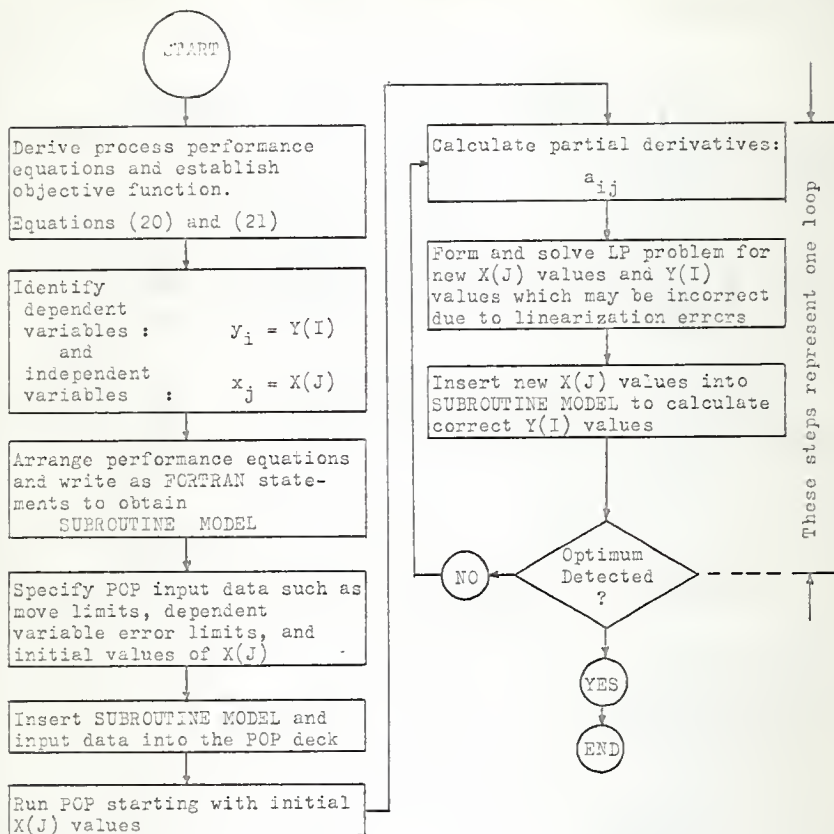 START
Derive process performance
equations and establish
objective function.
Equations (20) and (21)
Identify
dependent
variables : y_i = Y(I)
and
independent
variables : x_j = X(J)
Arrange performance equations
and write as FORTRAN state-
ments to obtain
SUBROUTINE MODEL
Specify POP input data such as
move limits, dependent
variable error limits, and
initial values of X(J)
Insert SUBROUTINE MODEL and
input data into the POP deck
Run POP starting with initial
X(J) values
Calculate partial derivatives:
a_ij
Form and solve LP problem for
new X(J) values and Y(I)
values which may be incorrect
due to linearization errors
Insert new X(J) values into
SUBROUTINE MODEL to calculate
correct Y(I) values
Optimum
Detected
?
NO
YES
END
These steps represent one loop